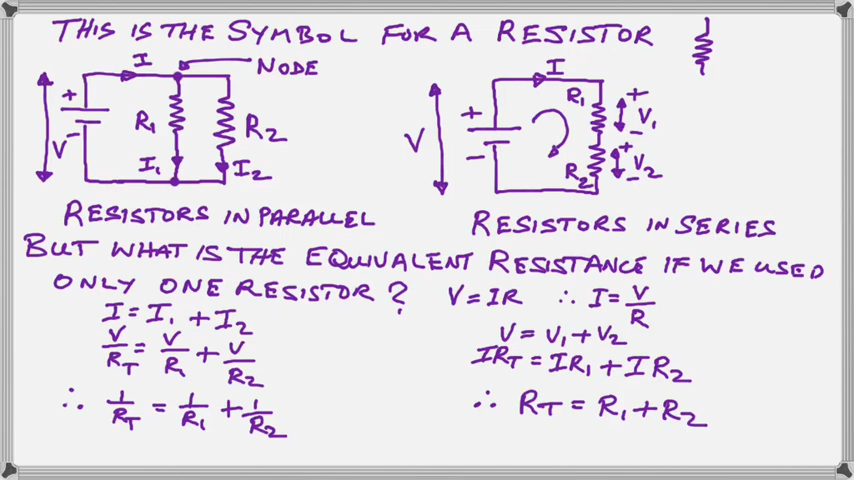 THIS IS THE SYMBOL FOR A RESISTOR
I
NODE
+
V
-
R1
R2
I1
I2
I
V
+
-
R1
R2
+
V1
-
+
V2
-
RESISTORS IN PARALLEL
RESISTORS IN SERIES
BUT WHAT IS THE EQUIVALENT RESISTANCE IF WE USED
ONLY ONE RESISTOR?
I = I1 + I2
V/RT = V/R1 + V/R2
∴ 1/RT = 1/R1 + 1/R2
V = IR ∴ I = V/R
V = V1 + V2
IRT = IR1 + IR2
∴ RT = R1 + R2